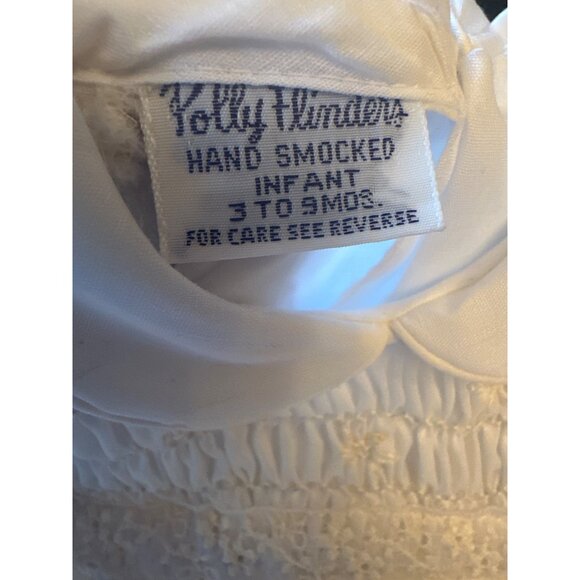 Polly Flinders
HAND SMOCKED
INFANT
3 TO 9 MOS.
FOR CARE SEE REVERSE